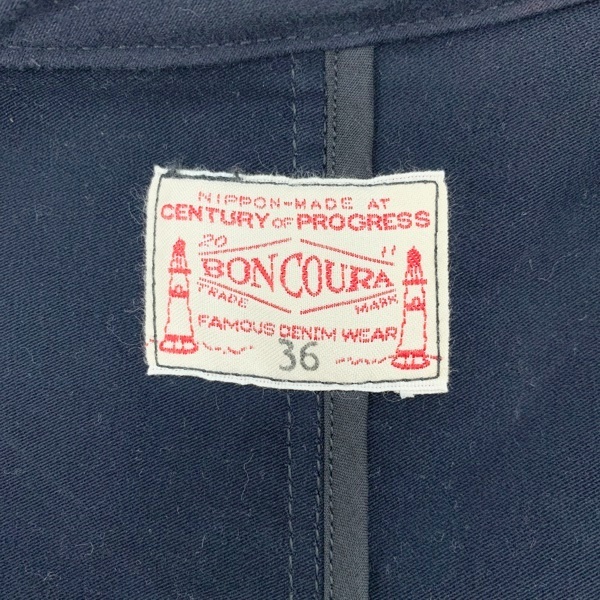 NIPPON-MADE AT
CENTURY OF PROGRESS
20 11
BONCOURA
TRADE MARK
FAMOUS DENIM WEAR
36